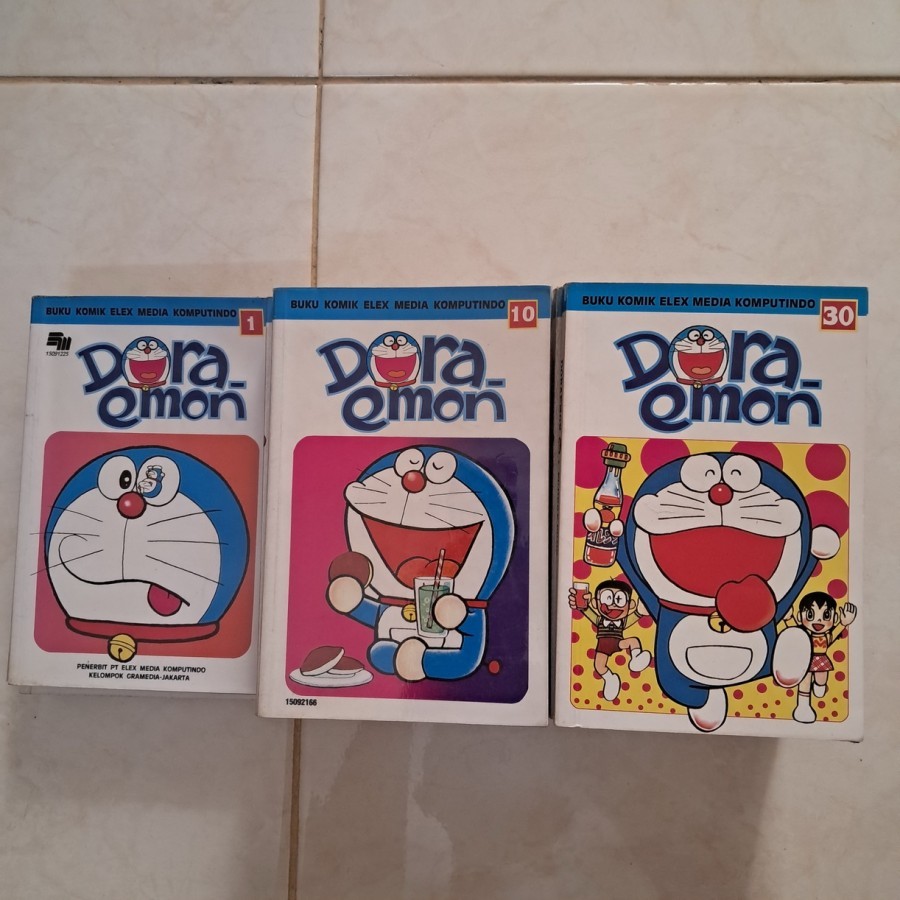 BUKU KOMIK ELEX MEDIA KOMPUTINDO
1
Dora-
emon
PENERBIT PT ELEX MEDIA KOMPUTINDO
KELOMPOK GRAMEDIA-JAKARTA
BUKU KOMIK ELEX MEDIA KOMPUTINDO
10
Dora-
emon
15092166
BUKU KOMIK ELEX MEDIA KOMPUTINDO
30
Dora-
emon